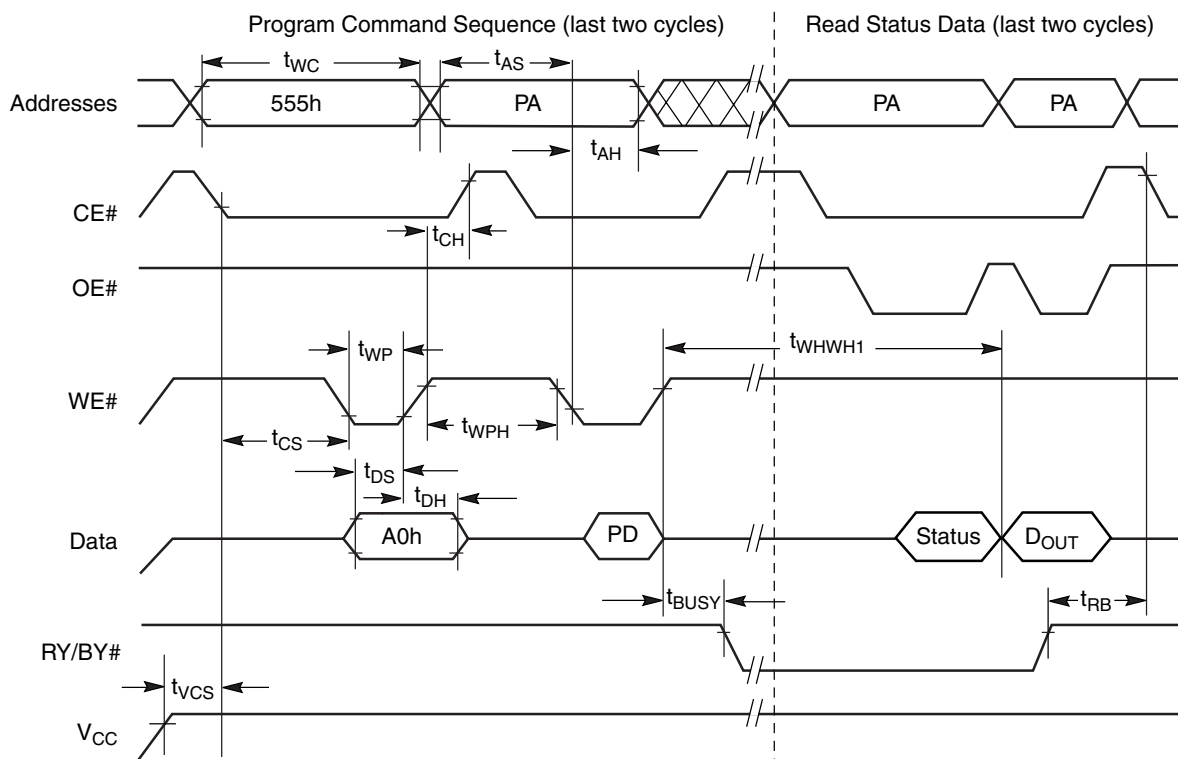 Program Command Sequence (last two cycles)
Read Status Data (last two cycles)
tWC
tAS
Addresses
555h
PA
PA
PA
tAH
CE#
tCH
OE#
tWP
tWHWH1
WE#
tCS
tWPH
tDS
tDH
Data
A0h
PD
Status
DOUT
tBUSY
tRB
RY/BY#
tVCS
VCC